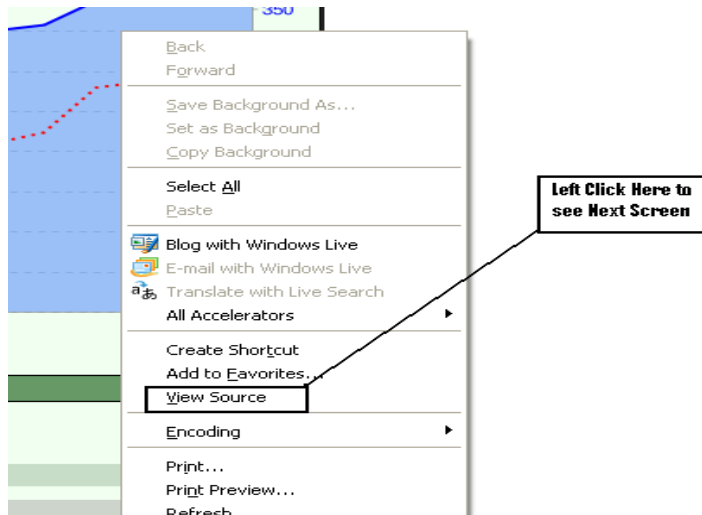 350
Back
Forward
Save Background As...
Set as Background
Copy Background
Select All
Paste
Blog with Windows Live
E-mail with Windows Live
Translate with Live Search
All Accelerators
Create Shortcut
Add to Favorites...
View Source
Encoding
Print...
Print Preview...
Refresh
Left Click Here to
see Next Screen